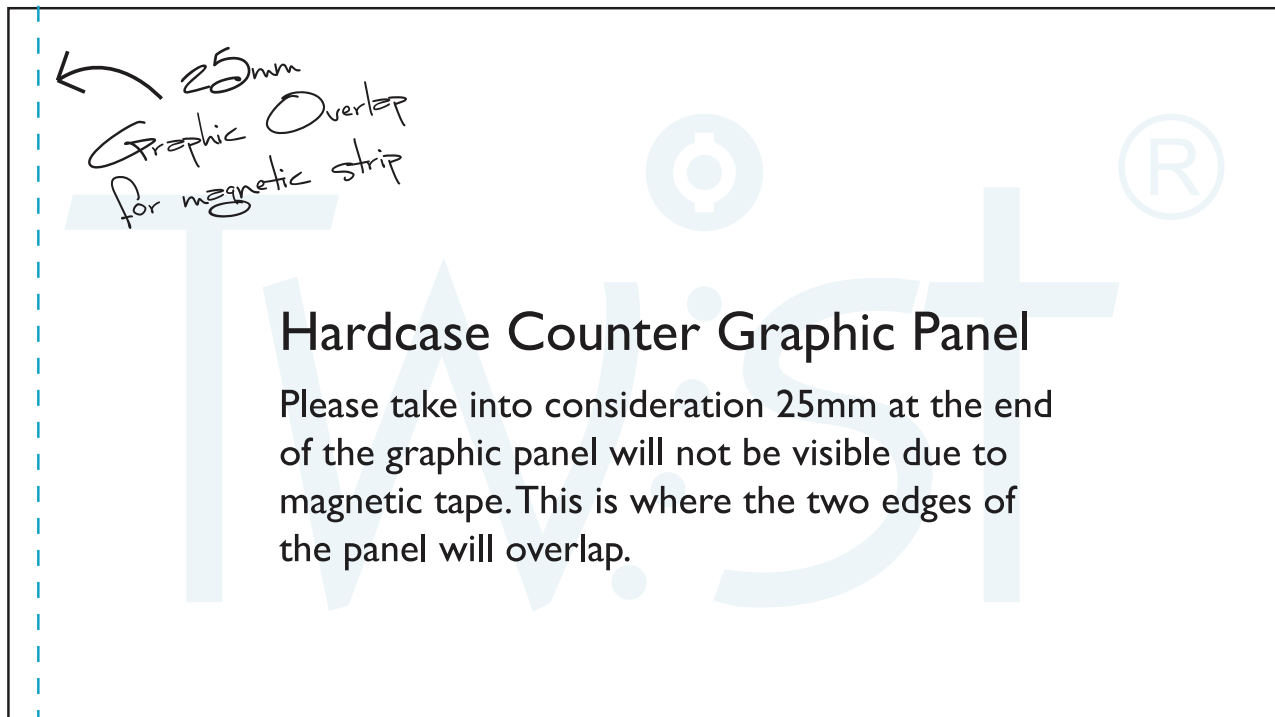 25mm
Graphic Overlap
for magnetic strip
Twist ®
Hardcase Counter Graphic Panel
Please take into consideration 25mm at the end
of the graphic panel will not be visible due to
magnetic tape. This is where the two edges of
the panel will overlap.